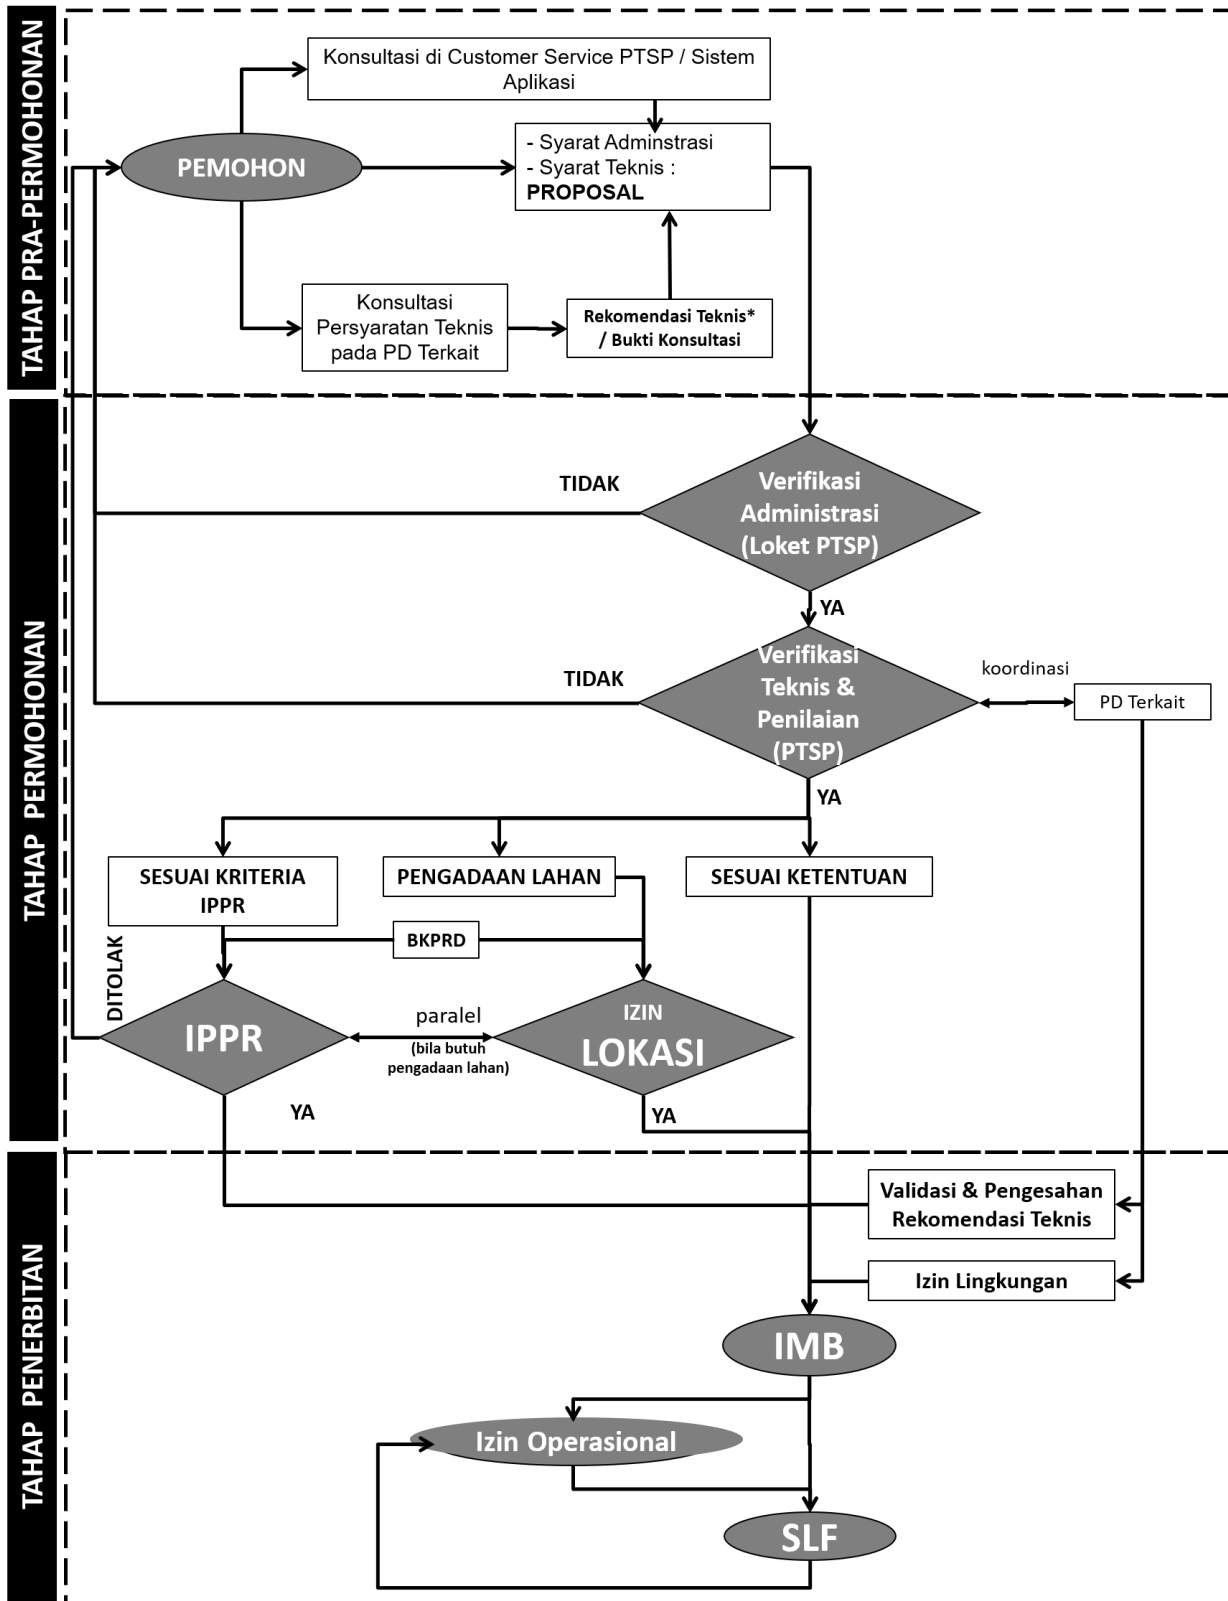 TAHAP PRA-PERMOHONAN
Konsultasi di Customer Service PTSP / Sistem
Aplikasi
PEMOHON
- Syarat Adminstrasi
- Syarat Teknis :
PROPOSAL
Konsultasi
Persyaratan Teknis
pada PD Terkait
Rekomendasi Teknis*
/ Bukti Konsultasi
TAHAP PERMOHONAN
TIDAK
Verifikasi
Administrasi
(Loket PTSP)
YA
TIDAK
Verifikasi
Teknis &
Penilaian
(PTSP)
koordinasi
PD Terkait
YA
SESUAI KRITERIA
IPPR
PENGADAAN LAHAN
SESUAI KETENTUAN
BKPRD
DITOLAK
IPPR
paralel
(bila butuh
pengadaan lahan)
IZIN
LOKASI
YA
YA
TAHAP PENERBITAN
Validasi & Pengesahan
Rekomendasi Teknis
Izin Lingkungan
IMB
Izin Operasional
SLF